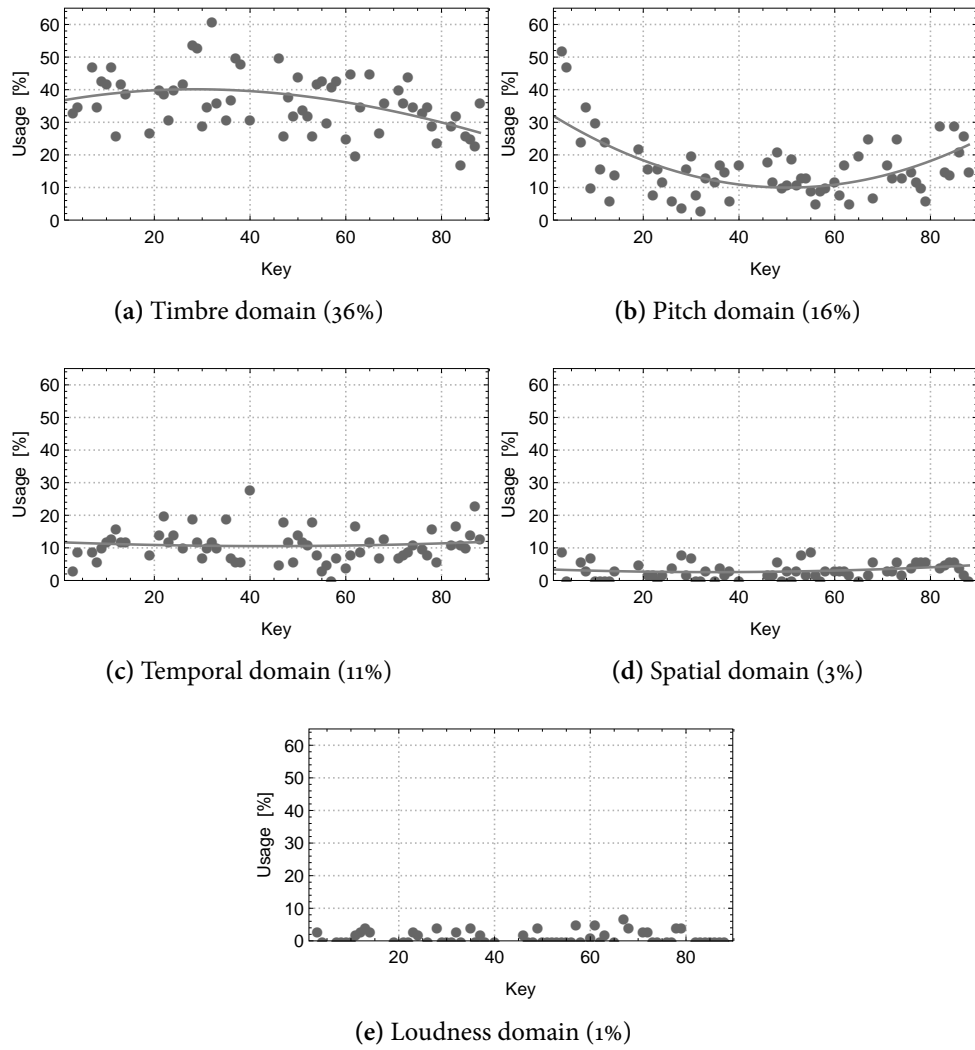 60
50
40
30
20
10
0
Usage [%]
20 40 60 80
Key
(a) Timbre domain (36%)
60
50
40
30
20
10
0
Usage [%]
20 40 60 80
Key
(b) Pitch domain (16%)
60
50
40
30
20
10
0
Usage [%]
20 40 60 80
Key
(c) Temporal domain (11%)
60
50
40
30
20
10
0
Usage [%]
20 40 60 80
Key
(d) Spatial domain (3%)
60
50
40
30
20
10
0
Usage [%]
20 40 60 80
Key
(e) Loudness domain (1%)